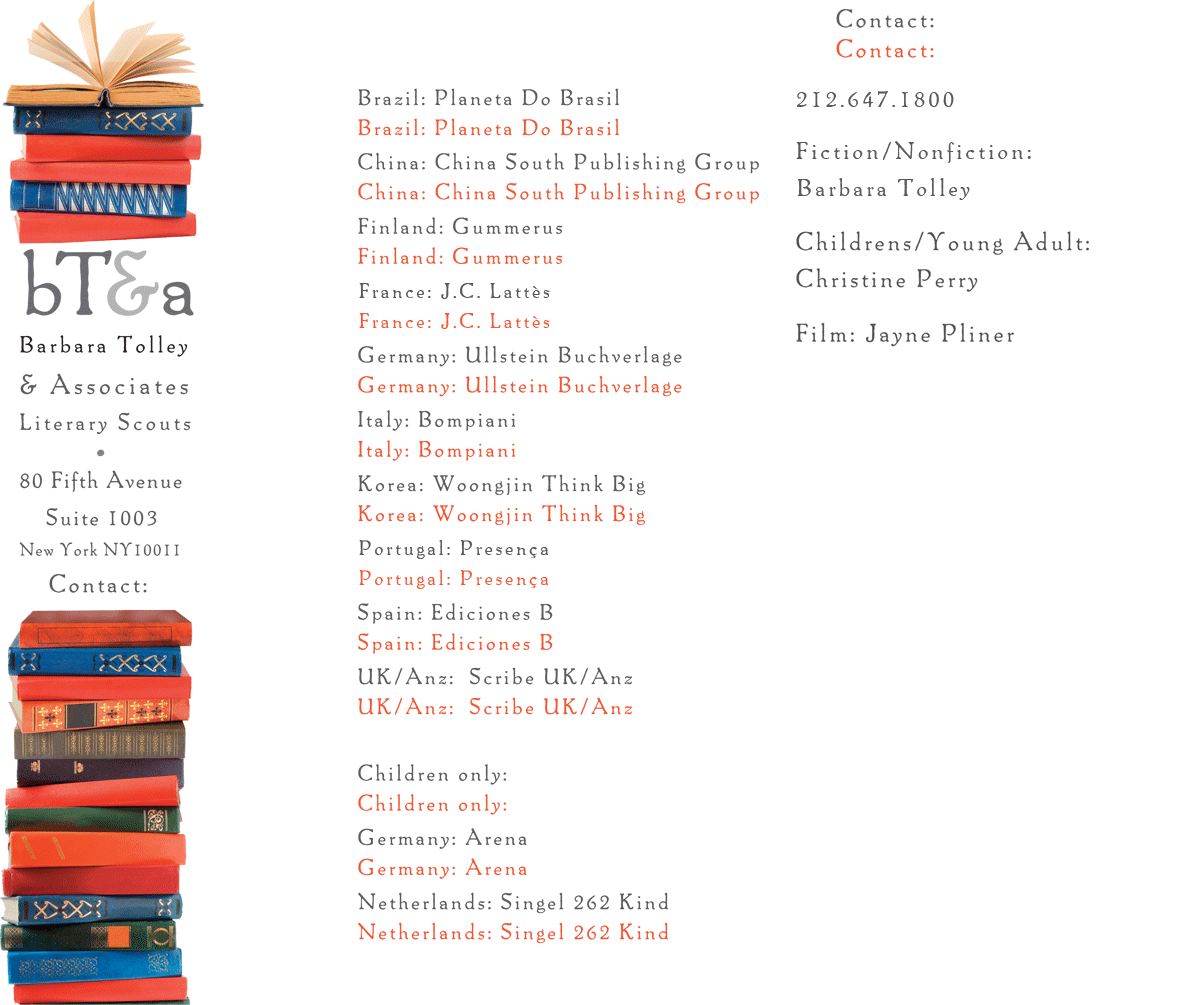 bT&a
Barbara Tolley
& Associates
Literary Scouts
•
80 Fifth Avenue
Suite 1003
New York NY10011
Contact:
Brazil: Planeta Do Brasil
Brazil: Planeta Do Brasil
China: China South Publishing Group
China: China South Publishing Group
Finland: Gummerus
Finland: Gummerus
France: J.C. Lattès
France: J.C. Lattès
Germany: Ullstein Buchverlage
Germany: Ullstein Buchverlage
Italy: Bompiani
Italy: Bompiani
Korea: Woongjin Think Big
Korea: Woongjin Think Big
Portugal: Presença
Portugal: Presença
Spain: Ediciones B
Spain: Ediciones B
UK/Anz:  Scribe UK/Anz
UK/Anz:  Scribe UK/Anz
Children only:
Children only:
Germany: Arena
Germany: Arena
Netherlands: Singel 262 Kind
Netherlands: Singel 262 Kind
Contact:
Contact:
212.647.1800
Fiction/Nonfiction:
Barbara Tolley
Childrens/Young Adult:
Christine Perry
Film: Jayne Pliner